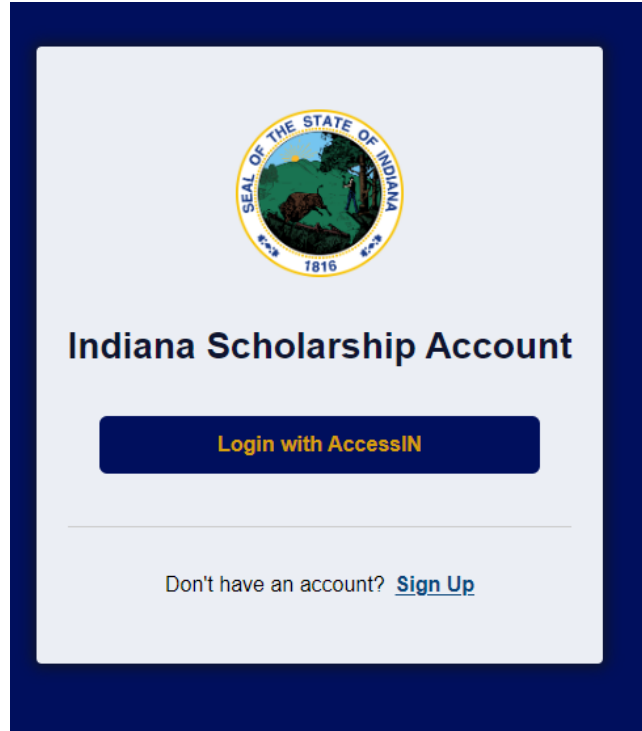 SEAL OF THE STATE OF INDIANA
1816
Indiana Scholarship Account
Login with AccessIN
Don't have an account? Sign Up